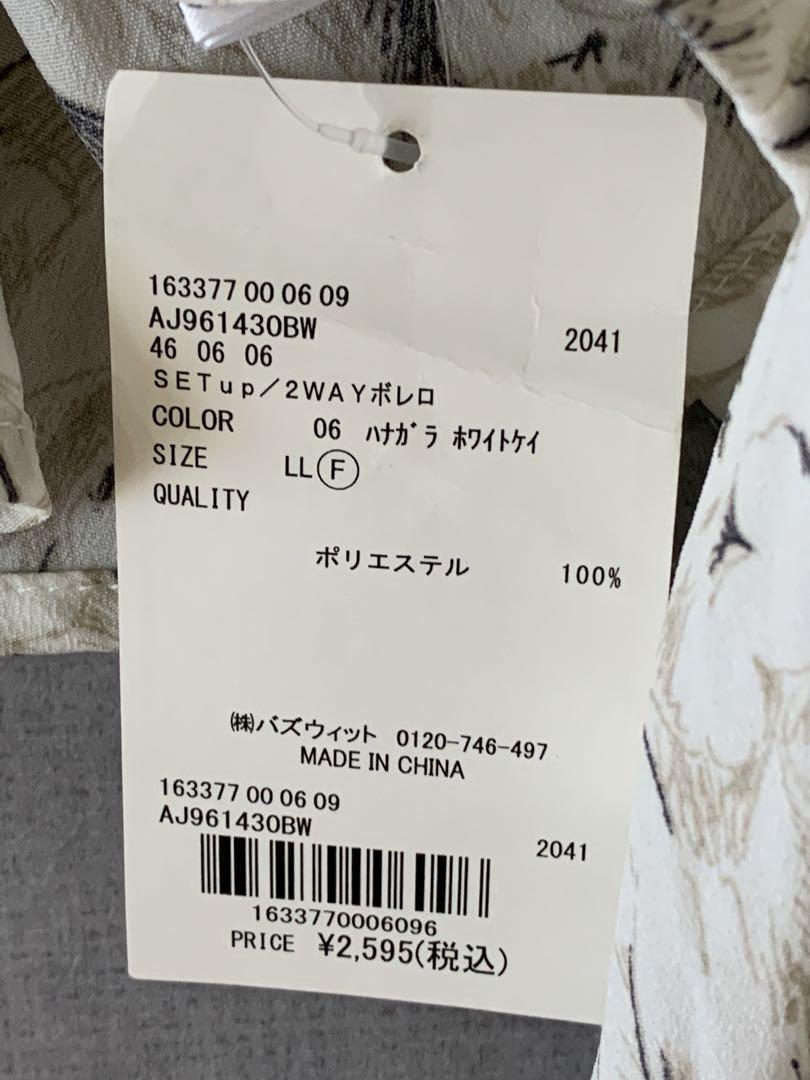 163377 00 0 06 09
AJ961430BW 2041
46 06 06
ＳＥＴｕｐ／２ＷＡＹボレロ
COLOR 06 ﾊﾅｶﾞﾗ ﾎﾜｲﾄｹｲ
SIZE LL Ⓕ
QUALITY
ポリエステル 100%
㈱バズウィット 0120-746-497
MADE IN CHINA
163377 00 0 06 09
AJ961430BW 2041
1633770006096
PRICE ¥2,595(税込)